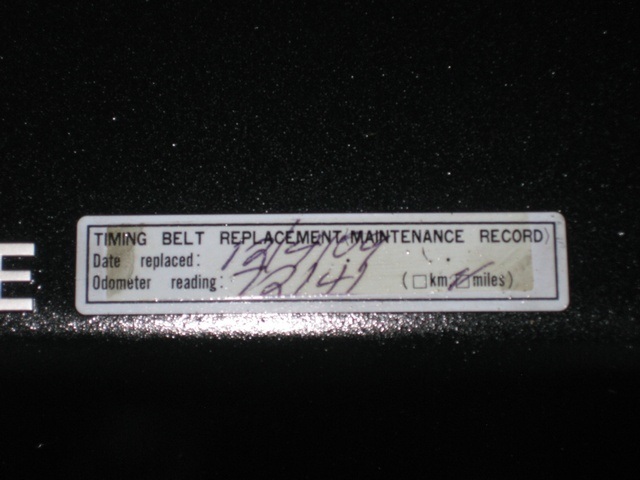 TIMING BELT REPLACEMENT MAINTENANCE RECORD)
Date replaced:
Odometer reading: 72141 (□km □miles)
E